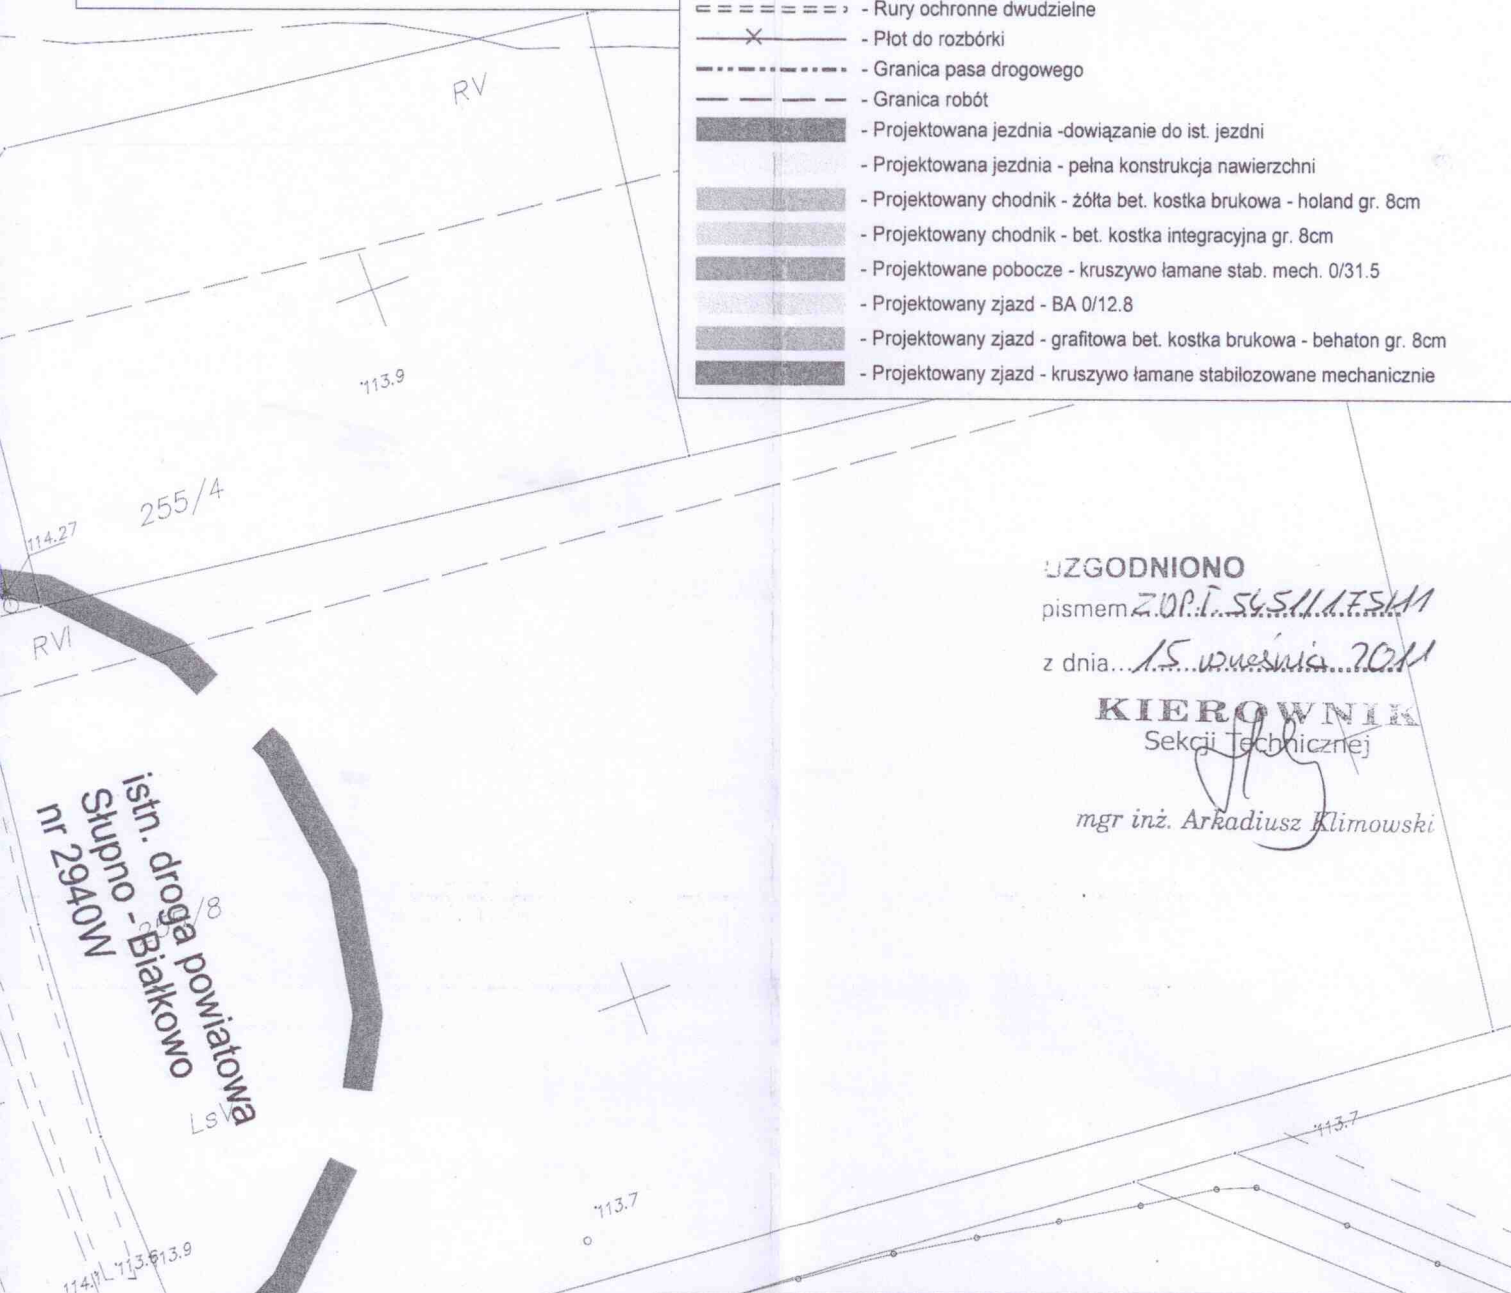 - Rury ochronne dwudzielne
- Płot do rozbórki
- Granica pasa drogowego
- Granica robót
- Projektowana jezdnia -dowiązanie do ist. jezdni
- Projektowana jezdnia - pełna konstrukcja nawierzchni
- Projektowany chodnik - żółta bet. kostka brukowa - holand gr. 8cm
- Projektowany chodnik - bet. kostka integracyjna gr. 8cm
- Projektowane pobocze - kruszywo łamane stab. mech. 0/31.5
- Projektowany zjazd - BA 0/12.8
- Projektowany zjazd - grafitowa bet. kostka brukowa - behaton gr. 8cm
- Projektowany zjazd - kruszywo łamane stabilozowane mechanicznie
RV
113.9
255/4
114.27
RVI
UZGODNIONO
pismem
z dnia...15 września 2011
KIEROWNIK
Sekcji Technicznej
mgr inż. Arkadiusz Klimowski
istn. droga powiatowa
Słupno - Białkowo
nr 2940W
113.7
113.7
113.9